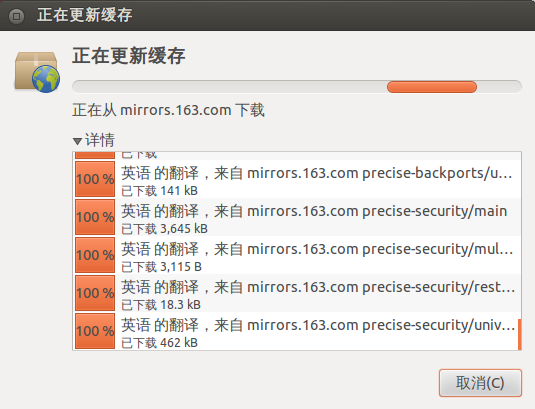 正在更新缓存
正在更新缓存
正在从 mirrors.163.com 下载
详情
已下载
100 % 英语 的翻译，来自 mirrors.163.com precise-backports/u…
已下载 141 kB
100 % 英语 的翻译，来自 mirrors.163.com precise-security/main
已下载 3,645 kB
100 % 英语 的翻译，来自 mirrors.163.com precise-security/mul…
已下载 3,115 B
100 % 英语 的翻译，来自 mirrors.163.com precise-security/rest…
已下载 18.3 kB
100 % 英语 的翻译，来自 mirrors.163.com precise-security/univ…
已下载 462 kB
取消(C)